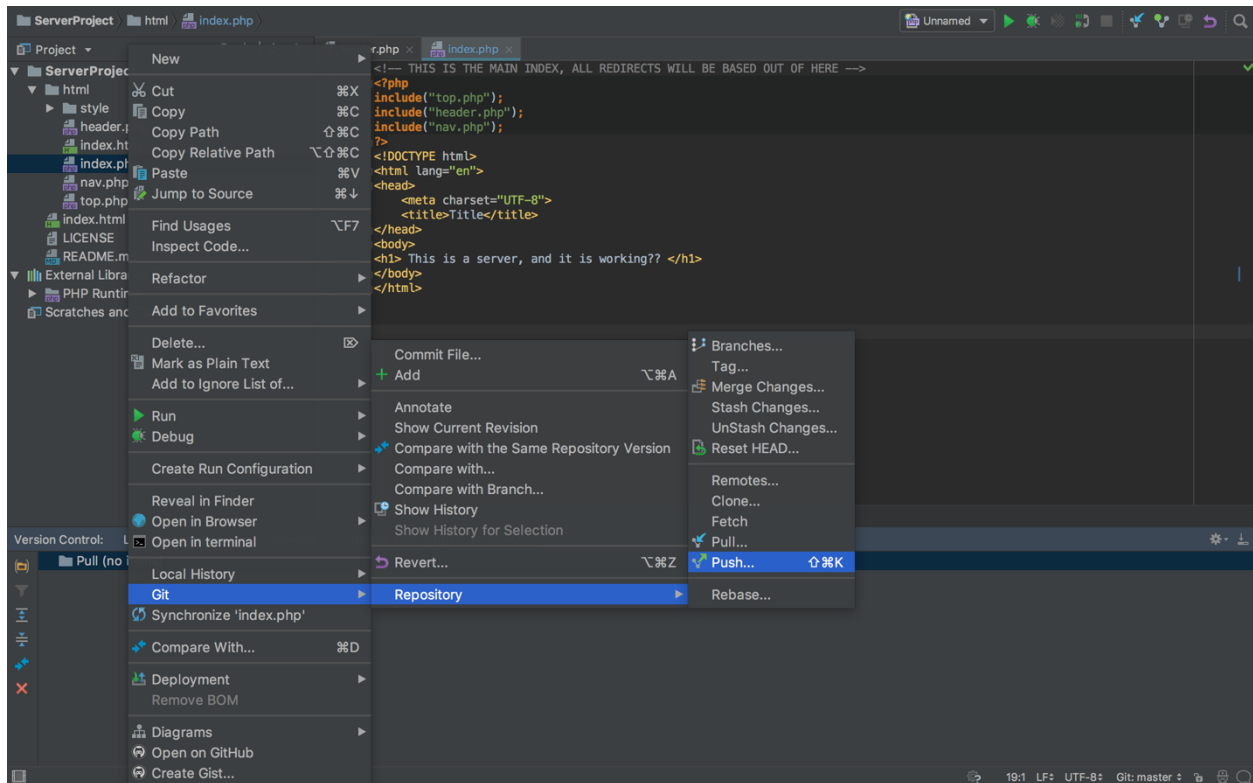 ServerProject html index.php
Unnamed
Project
r.php index.php
ServerProjec
html
style
header.p
index.ht
index.ph
nav.php
top.php
index.html
LICENSE
README.m
External Libra
PHP Runtin
Scratches and
<!-- THIS IS THE MAIN INDEX, ALL REDIRECTS WILL BE BASED OUT OF HERE -->
<?php
include("top.php");
include("header.php");
include("nav.php");
?>
<!DOCTYPE html>
<html lang="en">
<head>
<meta charset="UTF-8">
<title>Title</title>
</head>
<body>
<h1> This is a server, and it is working?? </h1>
</body>
</html>
New
Cut ⌘X
Copy ⌘C
Copy Path ⇧⌘C
Copy Relative Path ⌥⇧⌘C
Paste ⌘V
Jump to Source ⌘↓
Find Usages ⌥F7
Inspect Code...
Refactor
Add to Favorites
Delete... ⌦
Mark as Plain Text
Add to Ignore List of...
Run
Debug
Create Run Configuration
Reveal in Finder
Open in Browser
Open in terminal
Local History
Git
Synchronize 'index.php'
Compare With... ⌘D
Deployment
Remove BOM
Diagrams
Open on GitHub
Create Gist...
Commit File...
Add ⌥⌘A
Annotate
Show Current Revision
Compare with the Same Repository Version
Compare with...
Compare with Branch...
Show History
Show History for Selection
Revert... ⌥⌘Z
Repository
Branches...
Tag...
Merge Changes...
Stash Changes...
UnStash Changes...
Reset HEAD...
Remotes...
Clone...
Fetch
Pull...
Push... ⇧⌘K
Rebase...
Version Control: L
Pull (no i
19:1 LF UTF-8 Git: master